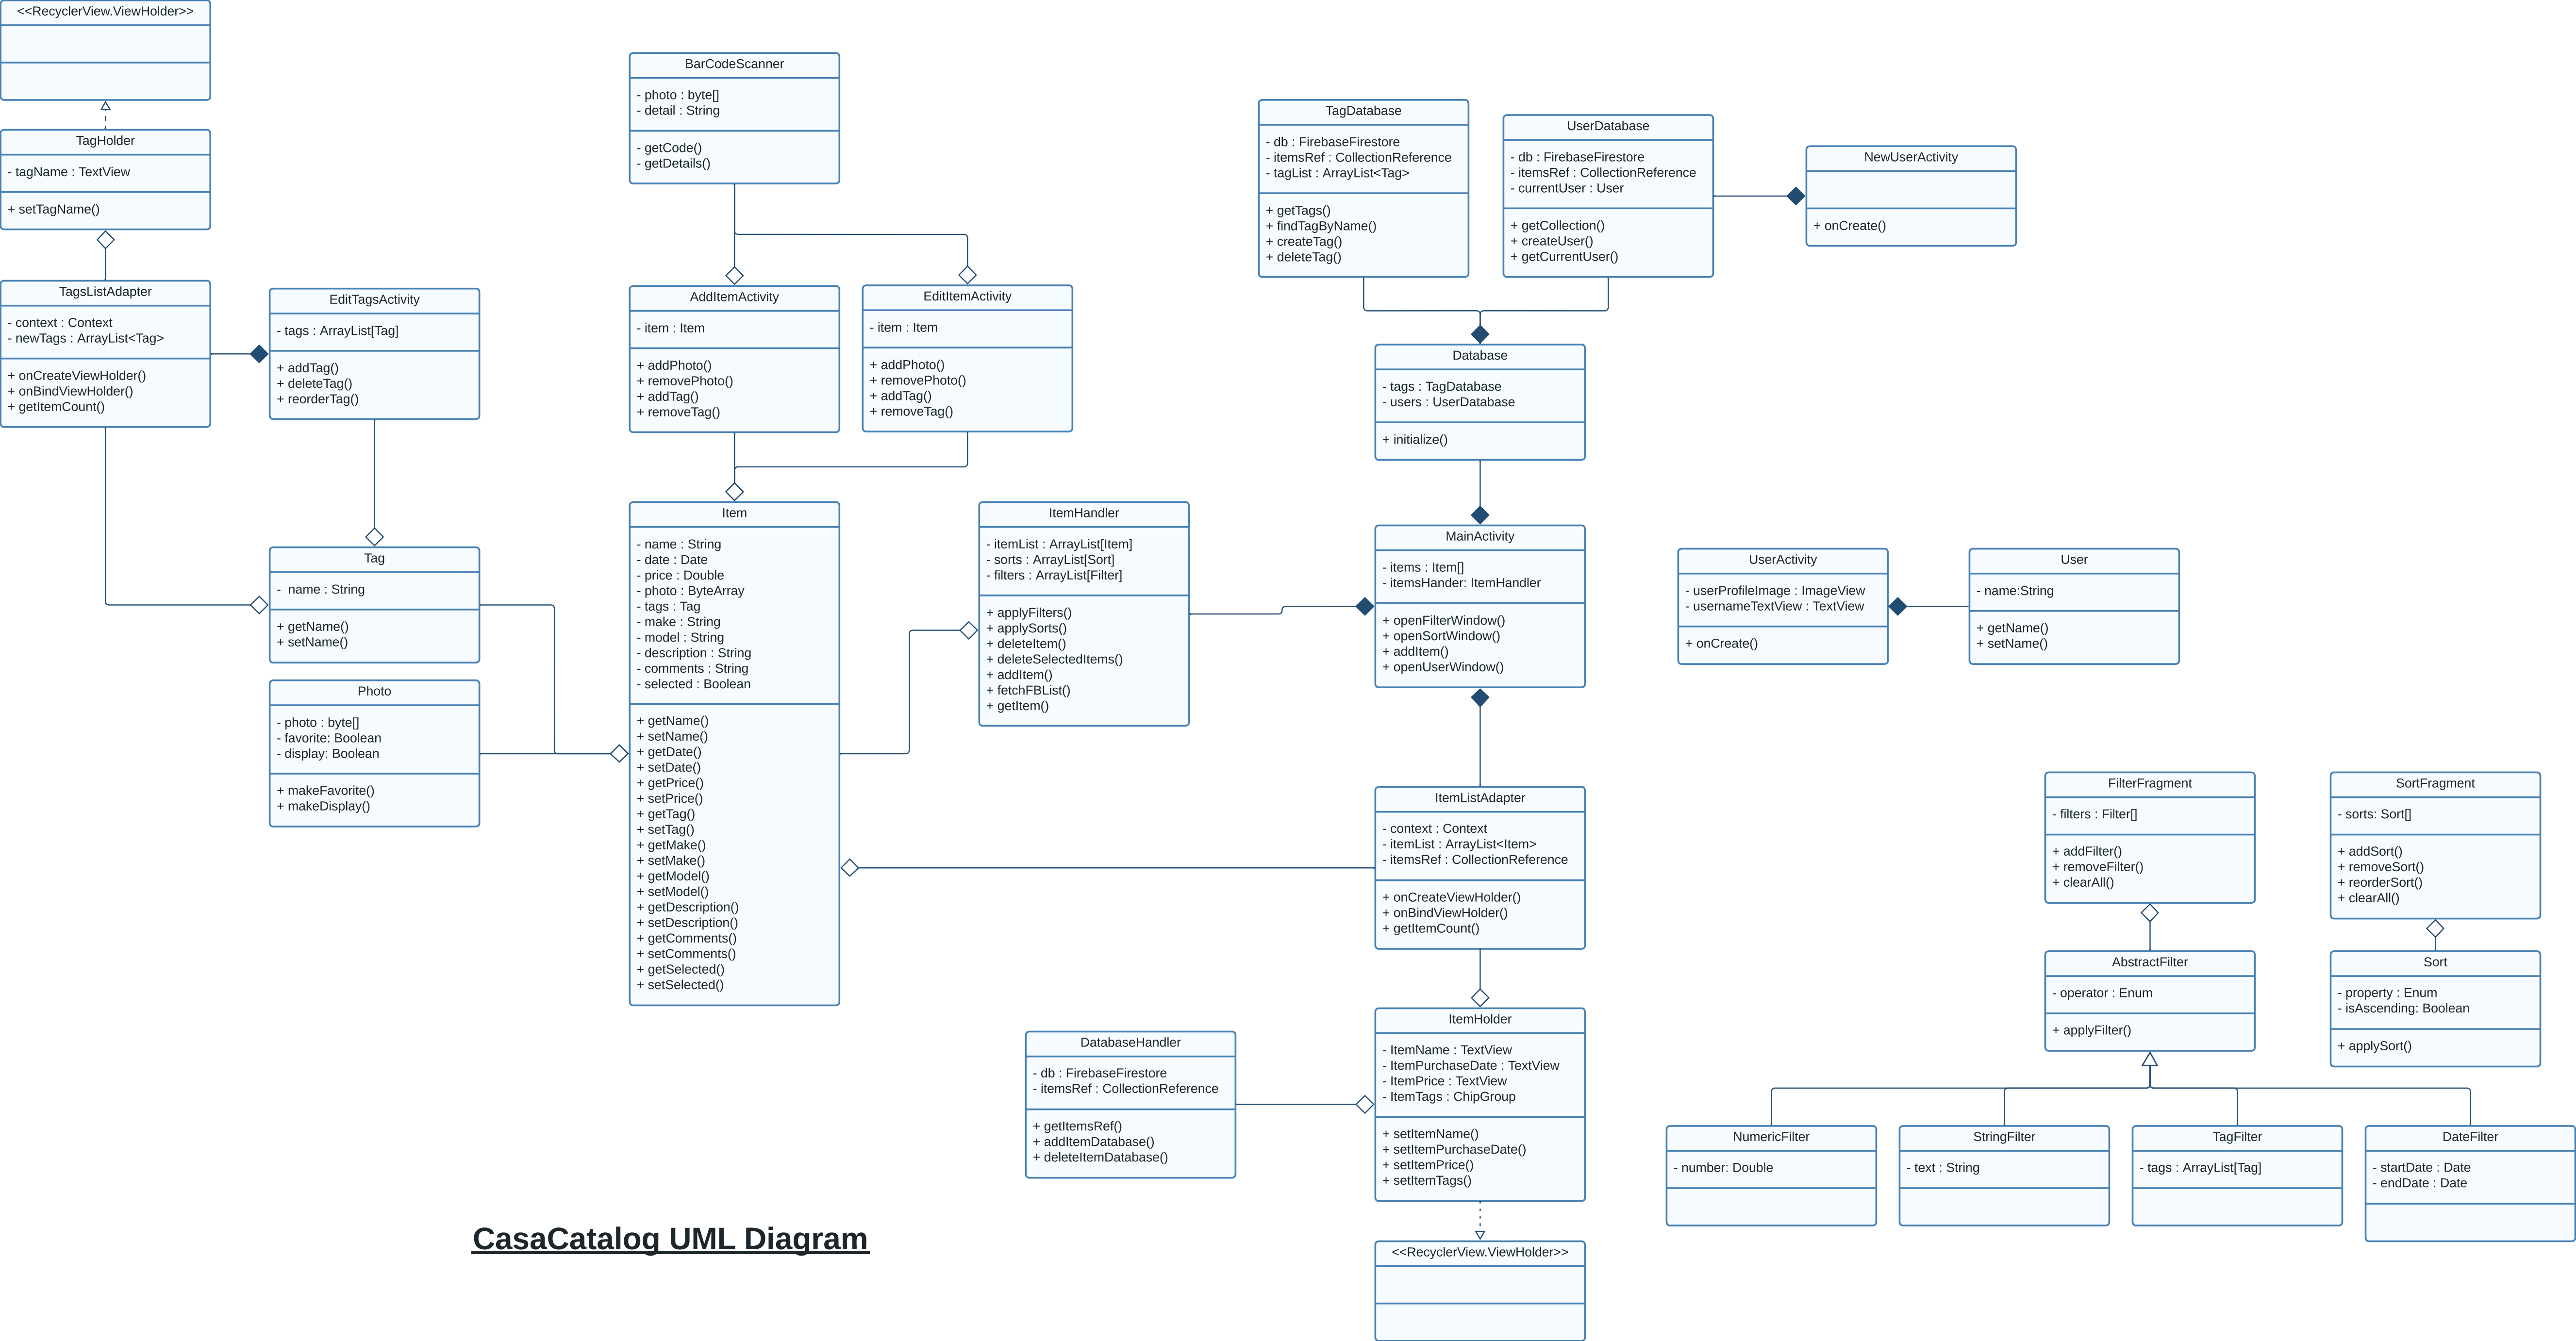 <<RecyclerView.ViewHolder>>
TagHolder
- tagName : TextView
+ setTagName()
TagsListAdapter
- context : Context
- newTags : ArrayList<Tag>
+ onCreateViewHolder()
+ onBindViewHolder()
+ getItemCount()
EditTagsActivity
- tags : ArrayList[Tag]
+ addTag()
+ deleteTag()
+ reorderTag()
Tag
- name : String
+ getName()
+ setName()
Photo
- photo : byte[]
- favorite: Boolean
- display: Boolean
+ makeFavorite()
+ makeDisplay()
BarCodeScanner
- photo : byte[]
- detail : String
- getCode()
- getDetails()
AddItemActivity
- item : Item
+ addPhoto()
+ removePhoto()
+ addTag()
+ removeTag()
EditItemActivity
- item : Item
+ addPhoto()
+ removePhoto()
+ addTag()
+ removeTag()
Item
- name : String
- date : Date
- price : Double
- photo : ByteArray
- tags : Tag
- make : String
- model : String
- description : String
- comments : String
- selected : Boolean
+ getName()
+ setName()
+ getDate()
+ setDate()
+ getPrice()
+ setPrice()
+ getTag()
+ setTag()
+ getMake()
+ setMake()
+ getModel()
+ setModel()
+ getDescription()
+ setDescription()
+ getComments()
+ setComments()
+ getSelected()
+ setSelected()
ItemHandler
- itemList : ArrayList[Item]
- sorts : ArrayList[Sort]
- filters : ArrayList[Filter]
+ applyFilters()
+ applySorts()
+ deleteItem()
+ deleteSelectedItems()
+ addItem()
+ fetchFBList()
+ getItem()
TagDatabase
- db : FirebaseFirestore
- itemsRef : CollectionReference
- tagList : ArrayList<Tag>
+ getTags()
+ findTagByName()
+ createTag()
+ deleteTag()
UserDatabase
- db : FirebaseFirestore
- itemsRef : CollectionReference
- currentUser : User
+ getCollection()
+ createUser()
+ getCurrentUser()
NewUserActivity
+ onCreate()
Database
- tags : TagDatabase
- users : UserDatabase
+ initialize()
MainActivity
- items : Item[]
- itemsHander: ItemHandler
+ openFilterWindow()
+ openSortWindow()
+ addItem()
+ openUserWindow()
UserActivity
- userProfileImage : ImageView
- usernameTextView : TextView
+ onCreate()
User
- name:String
+ getName()
+ setName()
ItemListAdapter
- context : Context
- itemList : ArrayList<Item>
- itemsRef : CollectionReference
+ onCreateViewHolder()
+ onBindViewHolder()
+ getItemCount()
DatabaseHandler
- db : FirebaseFirestore
- itemsRef : CollectionReference
+ getItemsRef()
+ addItemDatabase()
+ deleteItemDatabase()
ItemHolder
- ItemName : TextView
- ItemPurchaseDate : TextView
- ItemPrice : TextView
- ItemTags : ChipGroup
+ setItemName()
+ setItemPurchaseDate()
+ setItemPrice()
+ setItemTags()
<<RecyclerView.ViewHolder>>
FilterFragment
- filters : Filter[]
+ addFilter()
+ removeFilter()
+ clearAll()
SortFragment
- sorts: Sort[]
+ addSort()
+ removeSort()
+ reorderSort()
+ clearAll()
AbstractFilter
- operator : Enum
+ applyFilter()
Sort
- property : Enum
- isAscending: Boolean
+ applySort()
NumericFilter
- number: Double
StringFilter
- text : String
TagFilter
- tags : ArrayList[Tag]
DateFilter
- startDate : Date
- endDate : Date
CasaCatalog UML Diagram